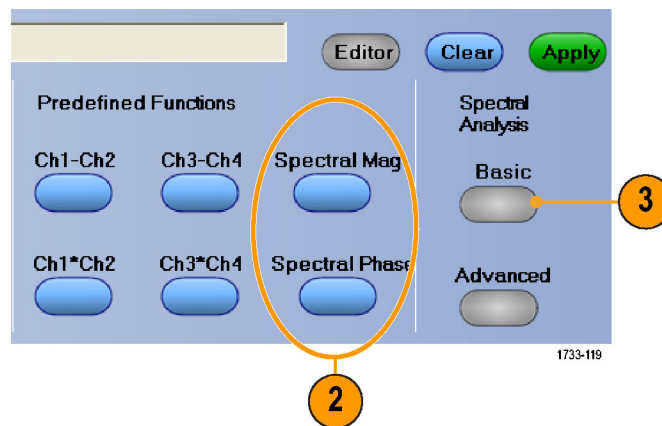 Editor Clear Apply
Predefined Functions
Spectral
Analysis
Ch1-Ch2 Ch3-Ch4 Spectral Mag
Basic
3
Ch1*Ch2 Ch3*Ch4 Spectral Phase
Advanced
1733-119
2